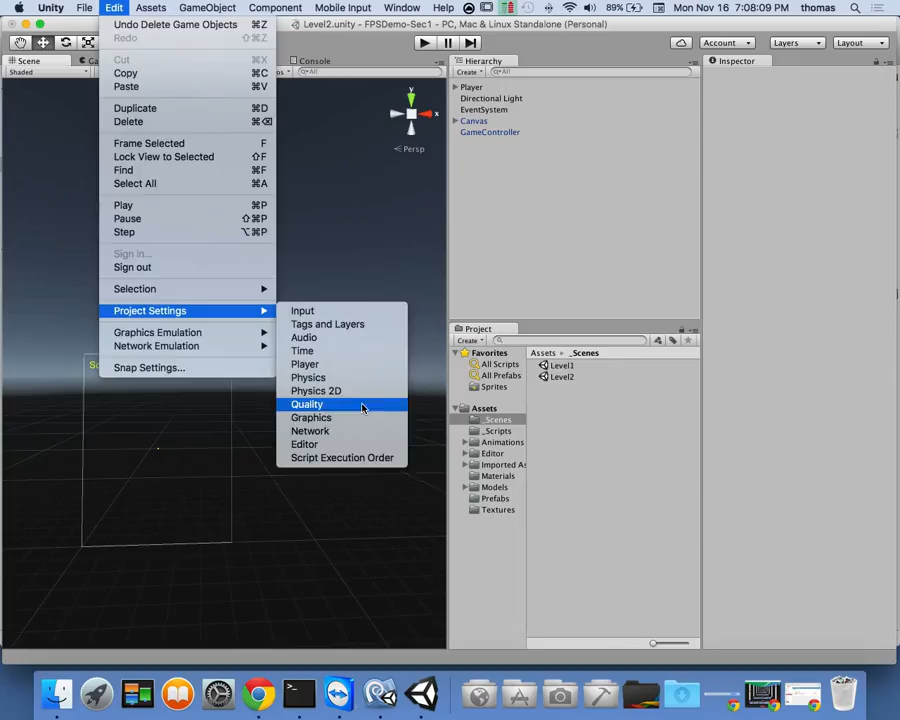 Unity File Edit Assets GameObject Component Mobile Input Window Help 89% Mon Nov 16 7:08:09 PM thomas
Level2.unity - FPSDemo-Sec1 - PC, Mac & Linux Standalone (Personal)
Account Layers Layout
Scene
Console
Hierarchy
Inspector
Shaded
All
Create
All
y
x
Persp
Undo Delete Game Objects ⌘Z
Redo ⌘Y
Cut ⌘X
Copy ⌘C
Paste ⌘V
Duplicate ⌘D
Delete ⌘⌫
Frame Selected F
Lock View to Selected ⇧F
Find ⌘F
Select All ⌘A
Play ⌘P
Pause ⇧⌘P
Step ⌥⌘P
Sign in...
Sign out
Selection
Project Settings
Graphics Emulation
Network Emulation
Snap Settings...
Input
Tags and Layers
Audio
Time
Player
Physics
Physics 2D
Quality
Graphics
Network
Editor
Script Execution Order
Player
Directional Light
EventSystem
Canvas
GameController
Project
Create
Favorites
All Scripts
All Prefabs
Sprites
Assets
_Scenes
_Scripts
Animations
Editor
Imported As
Materials
Models
Prefabs
Textures
Assets _Scenes
Level1
Level2